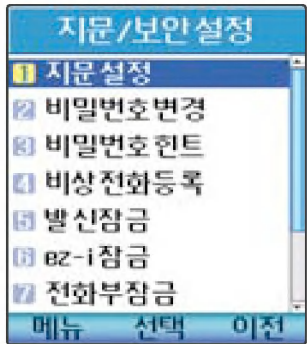 지문/보안설정
1 지문설정
2 비밀번호변경
3 비밀번호힌트
4 비상전화등록
5 발신잠금
6 ez-i잠금
7 전화부잠금
메뉴 선택 이전